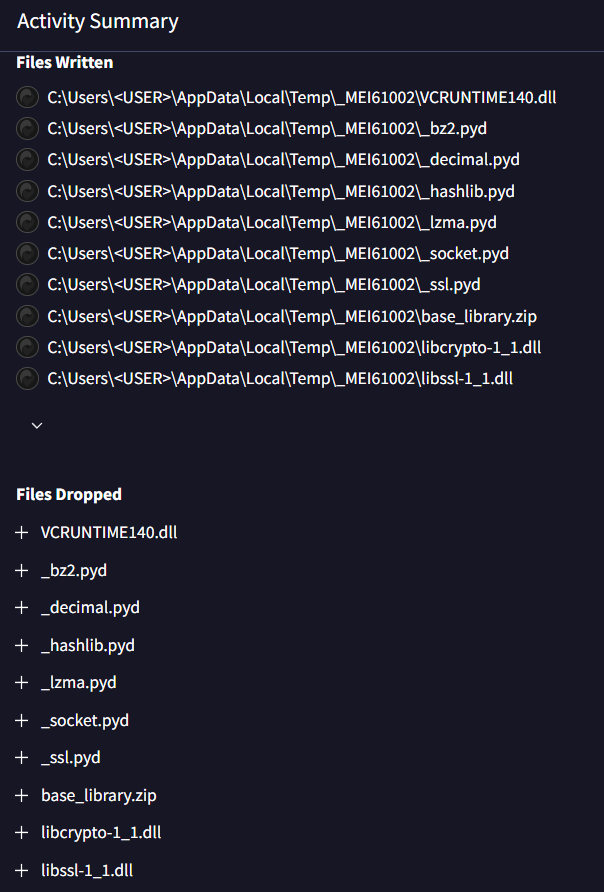 Activity Summary
Files Written
C:\Users\<USER>\AppData\Local\Temp\_MEI61002\VCRUNTIME140.dll
C:\Users\<USER>\AppData\Local\Temp\_MEI61002\_bz2.pyd
C:\Users\<USER>\AppData\Local\Temp\_MEI61002\_decimal.pyd
C:\Users\<USER>\AppData\Local\Temp\_MEI61002\_hashlib.pyd
C:\Users\<USER>\AppData\Local\Temp\_MEI61002\_lzma.pyd
C:\Users\<USER>\AppData\Local\Temp\_MEI61002\_socket.pyd
C:\Users\<USER>\AppData\Local\Temp\_MEI61002\_ssl.pyd
C:\Users\<USER>\AppData\Local\Temp\_MEI61002\base_library.zip
C:\Users\<USER>\AppData\Local\Temp\_MEI61002\libcrypto-1_1.dll
C:\Users\<USER>\AppData\Local\Temp\_MEI61002\libssl-1_1.dll
Files Dropped
+ VCRUNTIME140.dll
+ _bz2.pyd
+ _decimal.pyd
+ _hashlib.pyd
+ _lzma.pyd
+ _socket.pyd
+ _ssl.pyd
+ base_library.zip
+ libcrypto-1_1.dll
+ libssl-1_1.dll